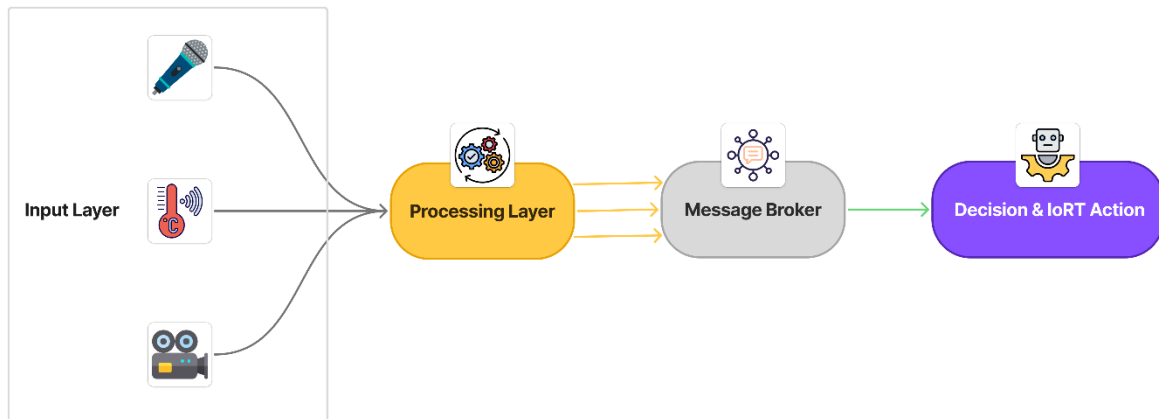 Input Layer
C
Processing Layer
Message Broker
Decision & IoRT Action